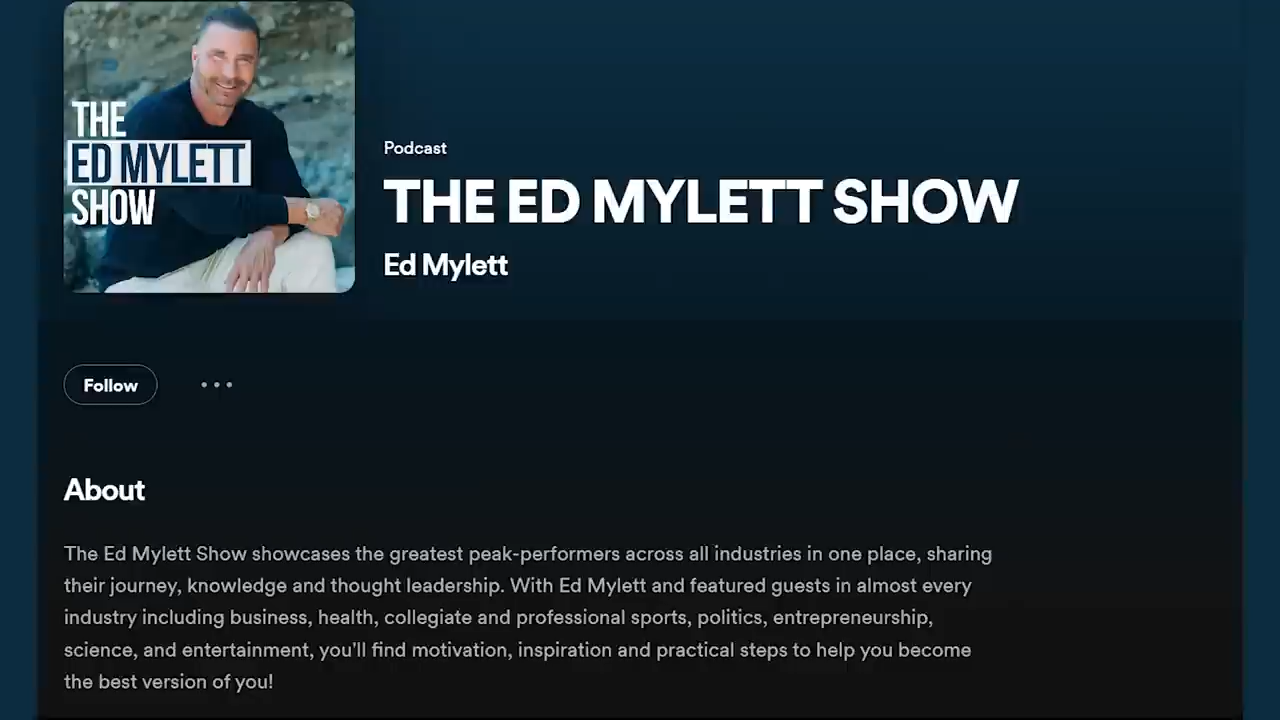 THE
ED MYLETT
SHOW
Podcast
THE ED MYLETT SHOW
Ed Mylett
Follow
About
The Ed Mylett Show showcases the greatest peak-performers across all industries in one place, sharing
their journey, knowledge and thought leadership. With Ed Mylett and featured guests in almost every
industry including business, health, collegiate and professional sports, politics, entrepreneurship,
science, and entertainment, you'll find motivation, inspiration and practical steps to help you become
the best version of you!